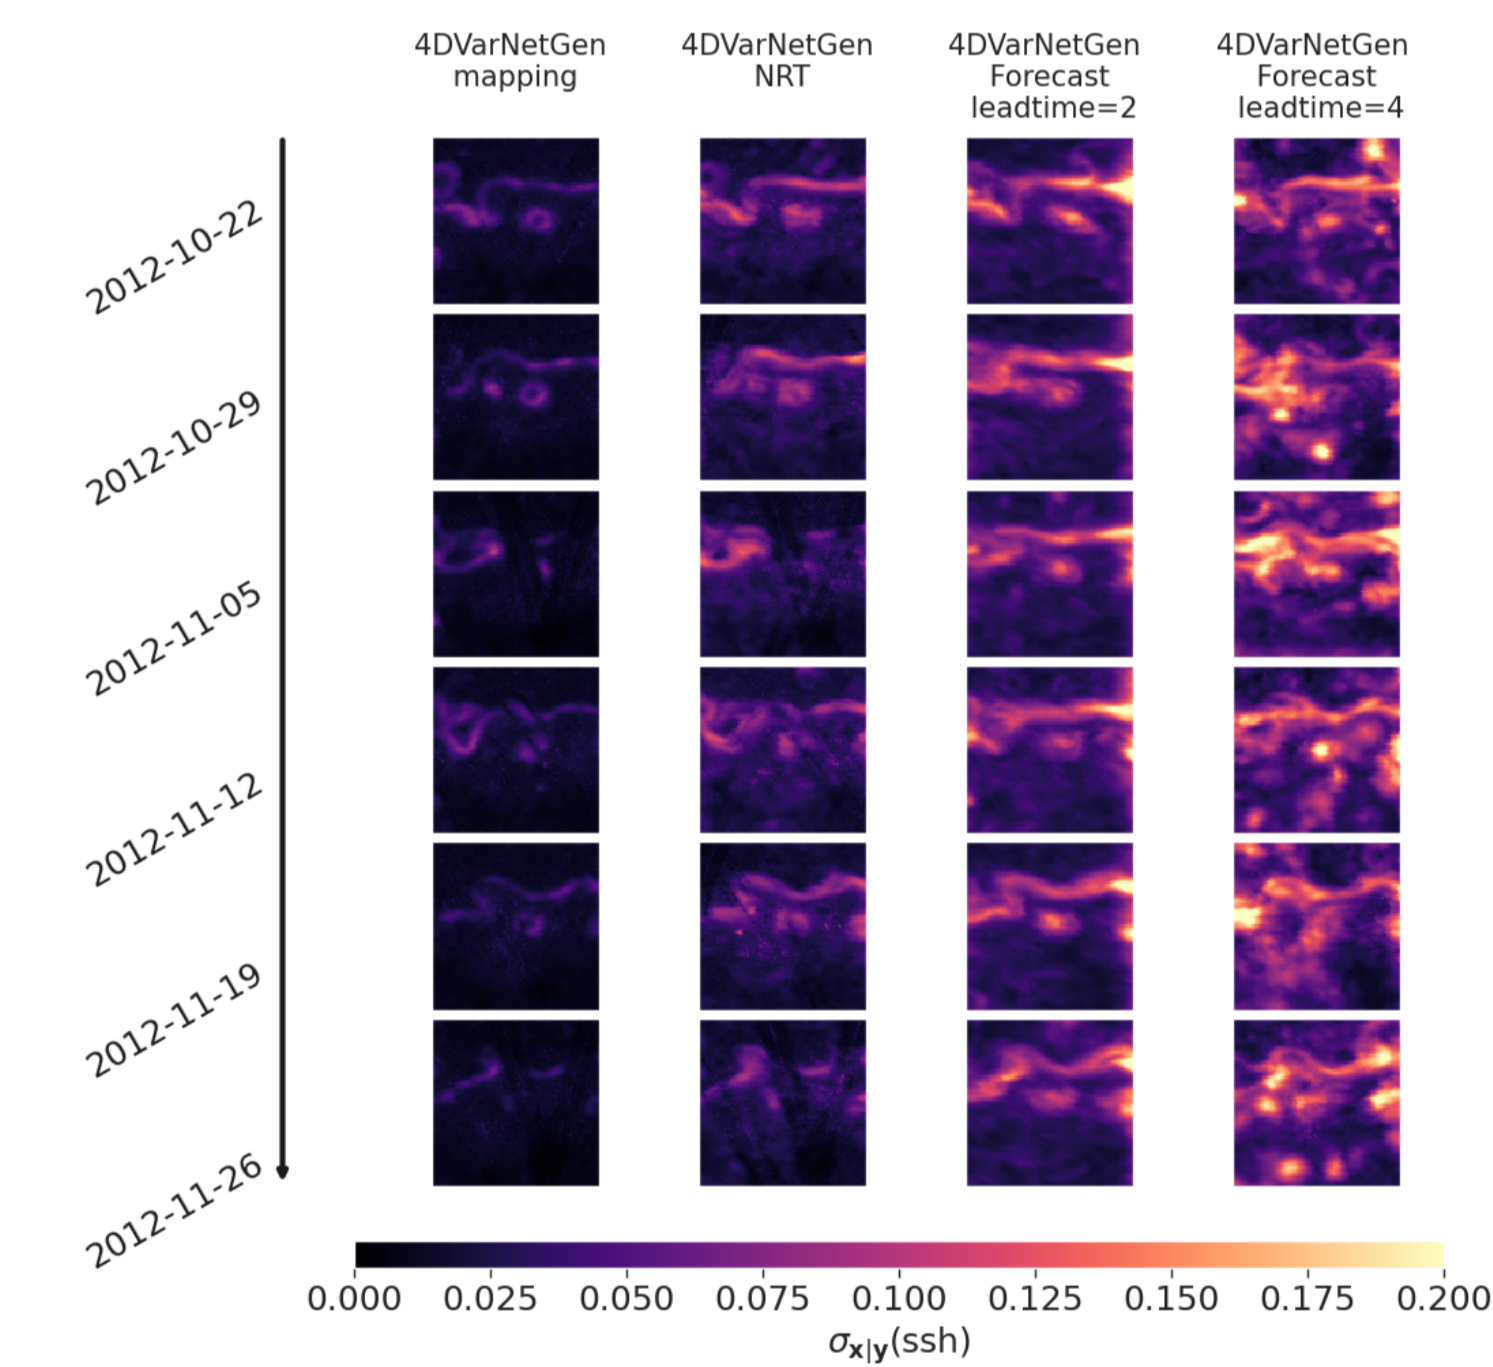 4DVarNetGen
mapping
4DVarNetGen
NRT
4DVarNetGen
Forecast
leadtime=2
4DVarNetGen
Forecast
leadtime=4
2012-10-22
2012-10-29
2012-11-05
2012-11-12
2012-11-19
2012-11-26
0.000 0.025 0.050 0.075 0.100 0.125 0.150 0.175 0.200
σx|y(ssh)